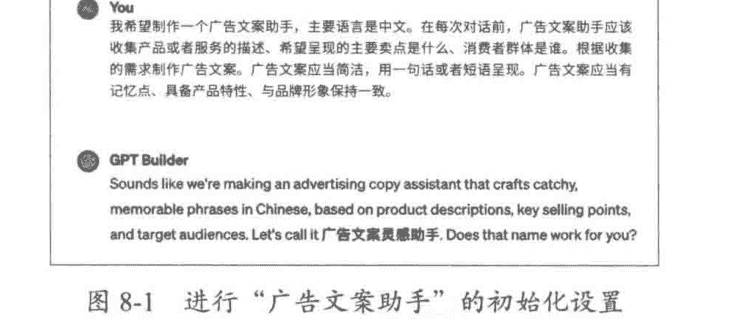 You
我希望制作一个广告文案助手，主要语言是中文。在每次对话前，广告文案助手应该
收集产品或者服务的描述、希望呈现的主要卖点是什么、消费者群体是谁。根据收集
的需求制作广告文案。广告文案应当简洁，用一句话或者短语呈现。广告文案应当有
记忆点、具备产品特性、与品牌形象保持一致。
GPT Builder
Sounds like we're making an advertising copy assistant that crafts catchy,
memorable phrases in Chinese, based on product descriptions, key selling points,
and target audiences. Let's call it 广告文案灵感助手. Does that name work for you?
图 8-1 进行“广告文案助手”的初始化设置